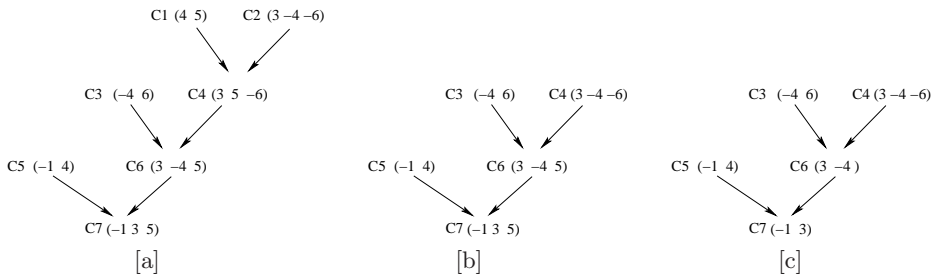 C1 (4 5) C2 (3 –4 –6)
C3 (–4 6) C4 (3 5 –6) C3 (–4 6) C4 (3 –4 –6) C3 (–4 6) C4 (3 –4 –6)
C5 (–1 4) C6 (3 –4 5) C5 (–1 4) C6 (3 –4 5) C5 (–1 4) C6 (3 –4 )
C7 (–1 3 5) C7 (–1 3 5) C7 (–1 3)
[a] [b] [c]